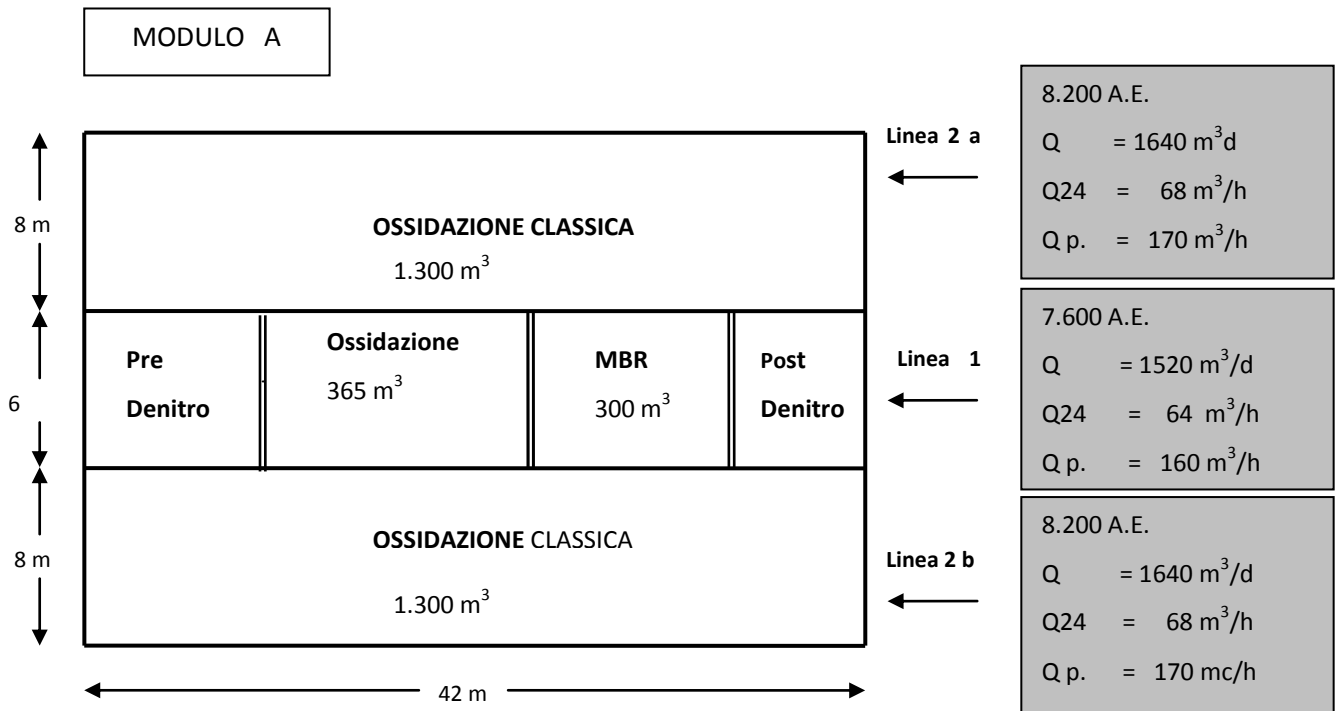 MODULO A
8 m
6
8 m
42 m
OSSIDAZIONE CLASSICA
1.300 m³
Pre
Denitro
Ossidazione
365 m³
MBR
300 m³
Post
Denitro
OSSIDAZIONE CLASSICA
1.300 m³
Linea 2 a
8.200 A.E.
Q = 1640 m³d
Q24 = 68 m³/h
Q p. = 170 m³/h
Linea 1
7.600 A.E.
Q = 1520 m³/d
Q24 = 64 m³/h
Q p. = 160 m³/h
Linea 2 b
8.200 A.E.
Q = 1640 m³/d
Q24 = 68 m³/h
Q p. = 170 mc/h